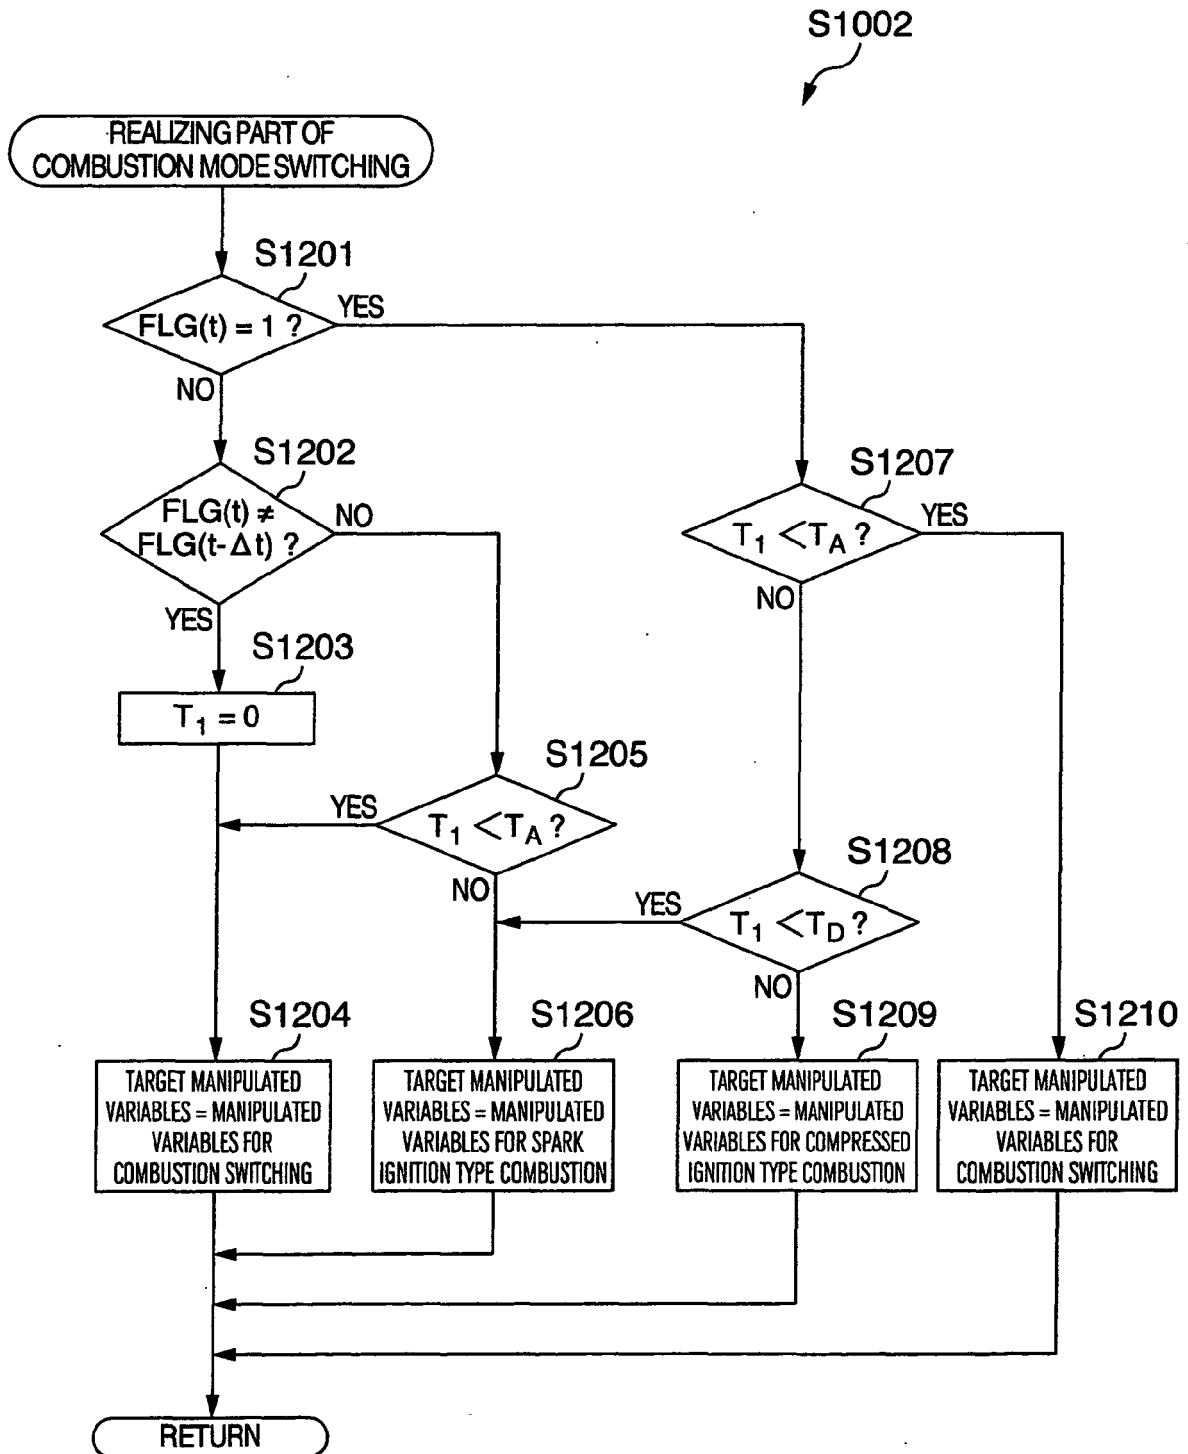 S1002
REALIZING PART OF
COMBUSTION MODE SWITCHING
S1201
FLG(t) = 1 ?
YES
NO
S1202
FLG(t) ≠
FLG(t-Δt) ?
NO
YES
S1207
T1 <TA ?
YES
NO
S1203
T1 = 0
S1205
T1 <TA ?
YES
NO
S1208
T1 <TD ?
YES
NO
S1204
TARGET MANIPULATED
VARIABLES = MANIPULATED
VARIABLES FOR
COMBUSTION SWITCHING
S1206
TARGET MANIPULATED
VARIABLES = MANIPULATED
VARIABLES FOR SPARK
IGNITION TYPE COMBUSTION
S1209
TARGET MANIPULATED
VARIABLES = MANIPULATED
VARIABLES FOR COMPRESSED
IGNITION TYPE COMBUSTION
S1210
TARGET MANIPULATED
VARIABLES = MANIPULATED
VARIABLES FOR
COMBUSTION SWITCHING
RETURN